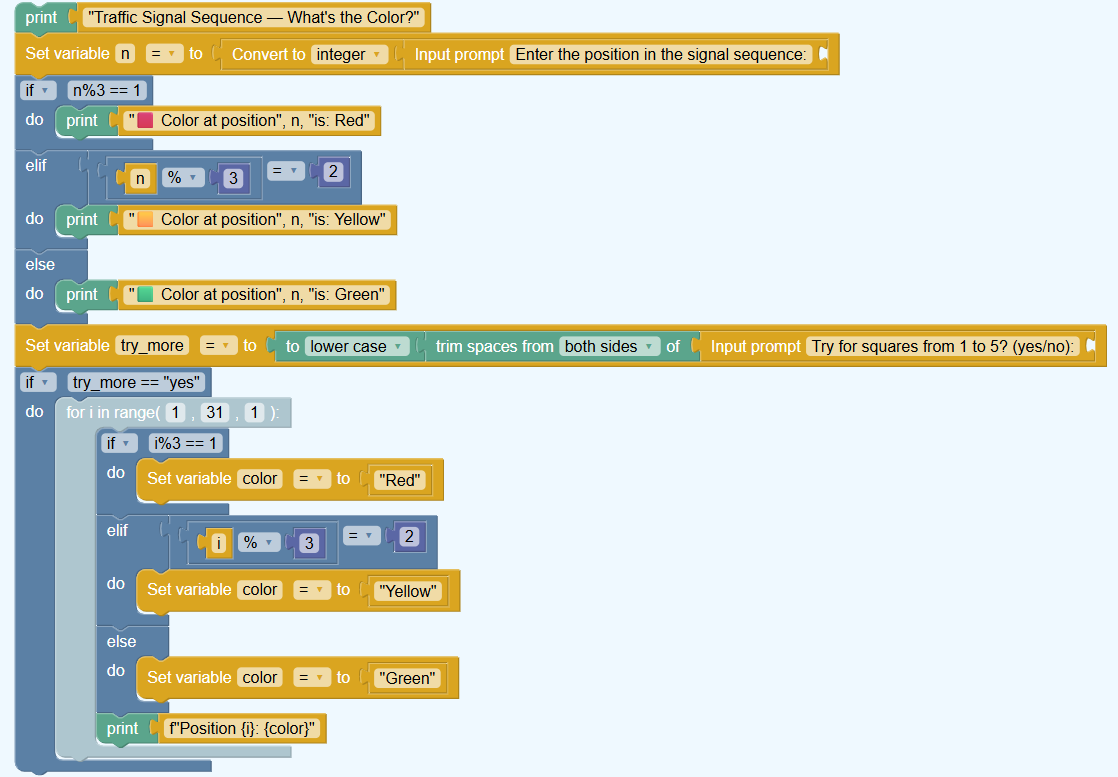 print "Traffic Signal Sequence — What's the Color?"
Set variable n = to Convert to integer Input prompt Enter the position in the signal sequence:
if n%3 == 1
do print "🟥 Color at position", n, "is: Red"
elif n % 3 = 2
do print "🟧 Color at position", n, "is: Yellow"
else
do print "🟩 Color at position", n, "is: Green"
Set variable try_more = to to lower case trim spaces from both sides of Input prompt Try for squares from 1 to 5? (yes/no):
if try_more == "yes"
do for i in range( 1 , 31 , 1 ):
if i%3 == 1
do Set variable color = to "Red"
elif i % 3 = 2
do Set variable color = to "Yellow"
else
do Set variable color = to "Green"
print f"Position {i}: {color}"